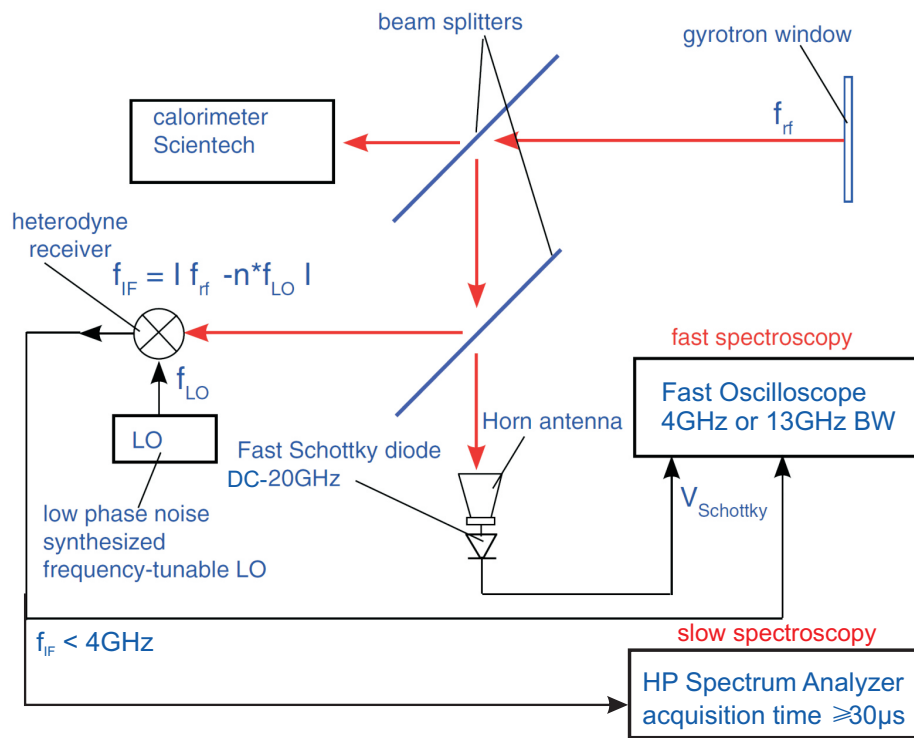 beam splitters
gyrotron window
calorimeter
Scientech
f_rf
heterodyne
receiver
f_IF = I f_rf -n*f_LO I
f_LO
LO
low phase noise
synthesized
frequency-tunable LO
Fast Schottky diode
DC-20GHz
Horn antenna
fast spectroscopy
Fast Oscilloscope
4GHz or 13GHz BW
V_Schottky
f_IF < 4GHz
slow spectroscopy
HP Spectrum Analyzer
acquisition time ⩾30µs